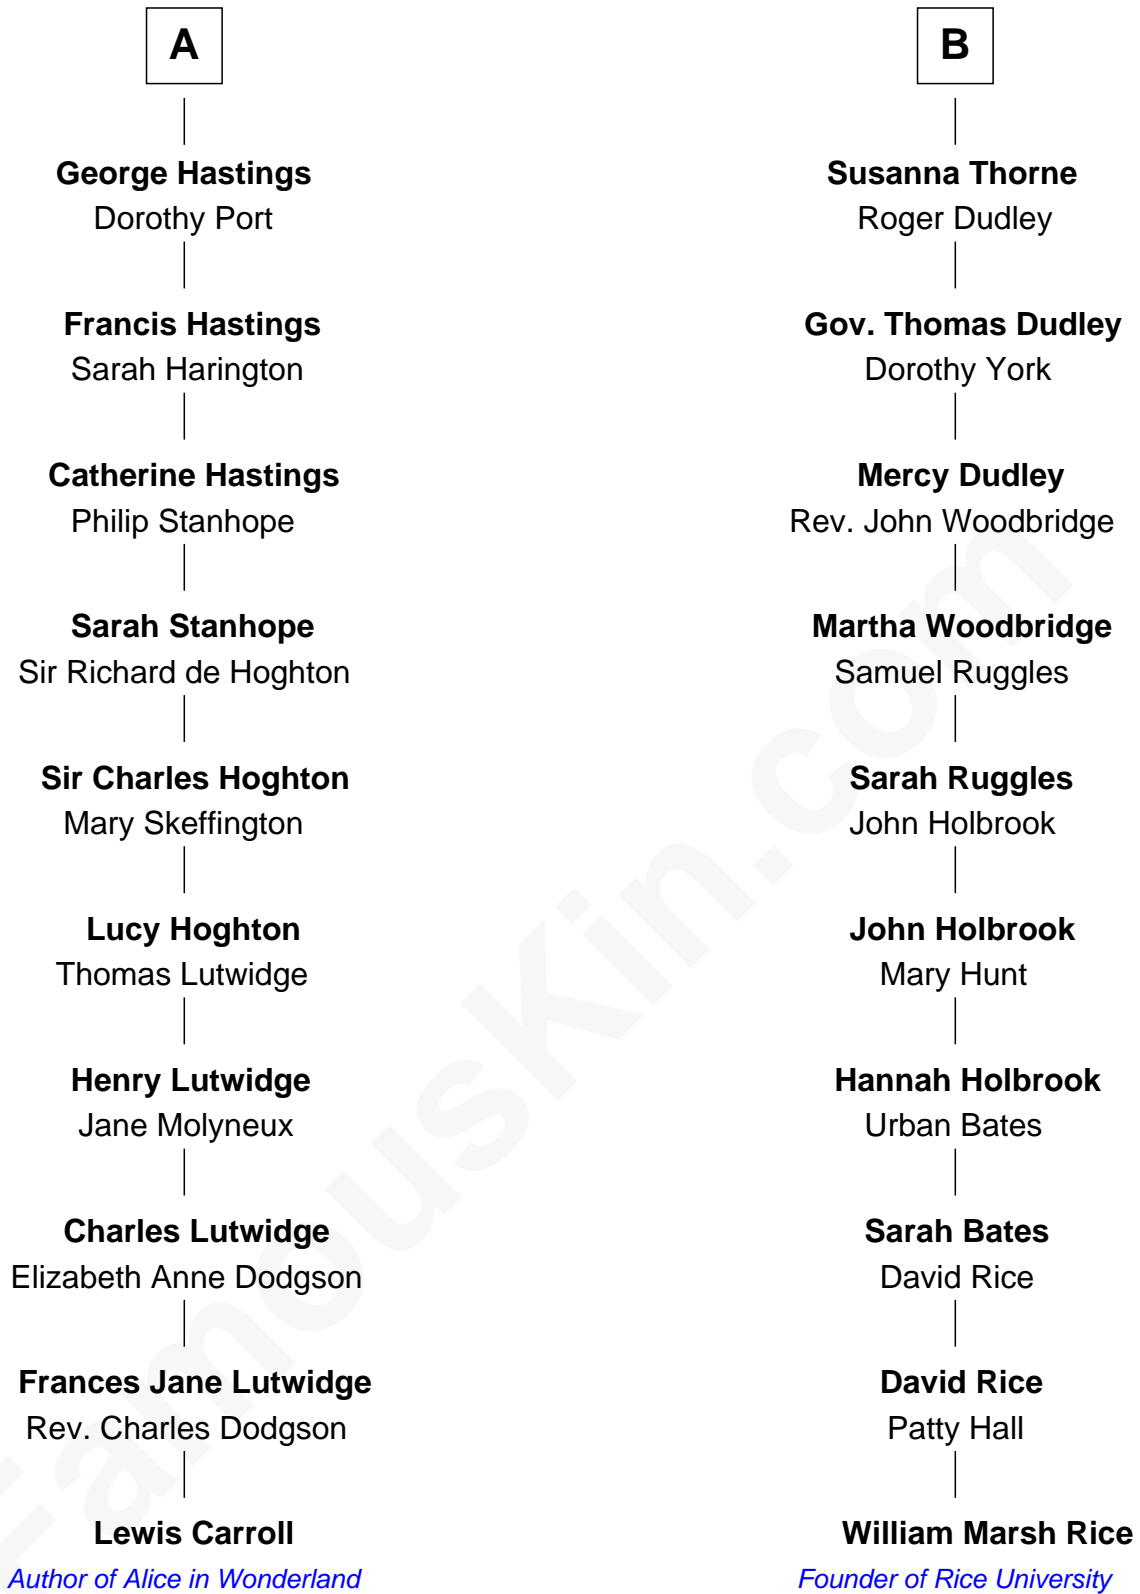 A
George Hastings
Dorothy Port
Francis Hastings
Sarah Harington
Catherine Hastings
Philip Stanhope
Sarah Stanhope
Sir Richard de Hoghton
Sir Charles Hoghton
Mary Skeffington
Lucy Hoghton
Thomas Lutwidge
Henry Lutwidge
Jane Molyneux
Charles Lutwidge
Elizabeth Anne Dodgson
Frances Jane Lutwidge
Rev. Charles Dodgson
Lewis Carroll
Author of Alice in Wonderland
B
Susanna Thorne
Roger Dudley
Gov. Thomas Dudley
Dorothy York
Mercy Dudley
Rev. John Woodbridge
Martha Woodbridge
Samuel Ruggles
Sarah Ruggles
John Holbrook
John Holbrook
Mary Hunt
Hannah Holbrook
Urban Bates
Sarah Bates
David Rice
David Rice
Patty Hall
William Marsh Rice
Founder of Rice University
FamousKin.com